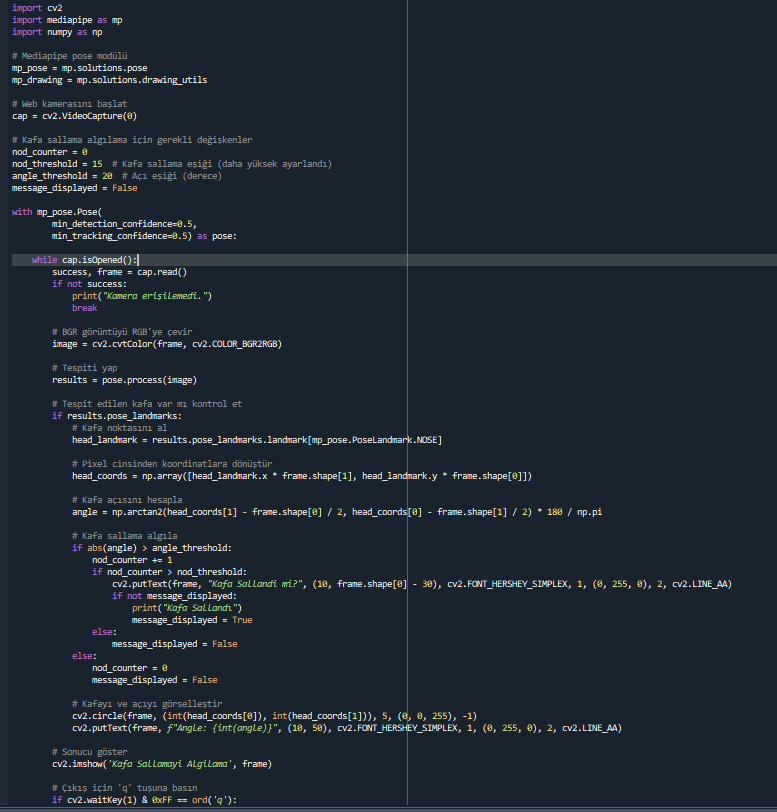 import cv2
import mediapipe as mp
import numpy as np

# Mediapipe pose modülü
mp_pose = mp.solutions.pose
mp_drawing = mp.solutions.drawing_utils

# Web kamerasını başlat
cap = cv2.VideoCapture(0)

# Kafa sallama algılama için gerekli değişkenler
nod_counter = 0
nod_threshold = 15  # Kafa sallama eşiği (daha yüksek ayarlandı)
angle_threshold = 20  # Açı eşiği (derece)
message_displayed = False

with mp_pose.Pose(
        min_detection_confidence=0.5,
        min_tracking_confidence=0.5) as pose:

    while cap.isOpened():
        success, frame = cap.read()
        if not success:
            print("Kamera erişilemedi.")
            break

        # BGR görüntüyü RGB'ye çevir
        image = cv2.cvtColor(frame, cv2.COLOR_BGR2RGB)

        # Tespiti yap
        results = pose.process(image)

        # Tespit edilen kafa var mı kontrol et
        if results.pose_landmarks:
            # Kafa noktasını al
            head_landmark = results.pose_landmarks.landmark[mp_pose.PoseLandmark.NOSE]

            # Pixel cinsinden koordinatlara dönüştür
            head_coords = np.array([head_landmark.x * frame.shape[1], head_landmark.y * frame.shape[0]])

            # Kafa açısını hesapla
            angle = np.arctan2(head_coords[1] - frame.shape[0] / 2, head_coords[0] - frame.shape[1] / 2) * 180 / np.pi

            # Kafa sallama algıla
            if abs(angle) > angle_threshold:
                nod_counter += 1
                if nod_counter > nod_threshold:
                    cv2.putText(frame, "Kafa Sallandi mi?", (10, frame.shape[0] - 30), cv2.FONT_HERSHEY_SIMPLEX, 1, (0, 255, 0), 2, cv2.LINE_AA)
                    if not message_displayed:
                        print("Kafa Sallandı")
                        message_displayed = True
                else:
                    message_displayed = False
            else:
                nod_counter = 0
                message_displayed = False

            # Kafayı ve açıyı görselleştir
            cv2.circle(frame, (int(head_coords[0]), int(head_coords[1])), 5, (0, 0, 255), -1)
            cv2.putText(frame, f"Angle: {int(angle)}", (10, 50), cv2.FONT_HERSHEY_SIMPLEX, 1, (0, 255, 0), 2, cv2.LINE_AA)

        # Sonucu göster
        cv2.imshow('Kafa Sallamayi Algilama', frame)

        # Çıkış için 'q' tuşuna basın
        if cv2.waitKey(1) & 0xFF == ord('q'):